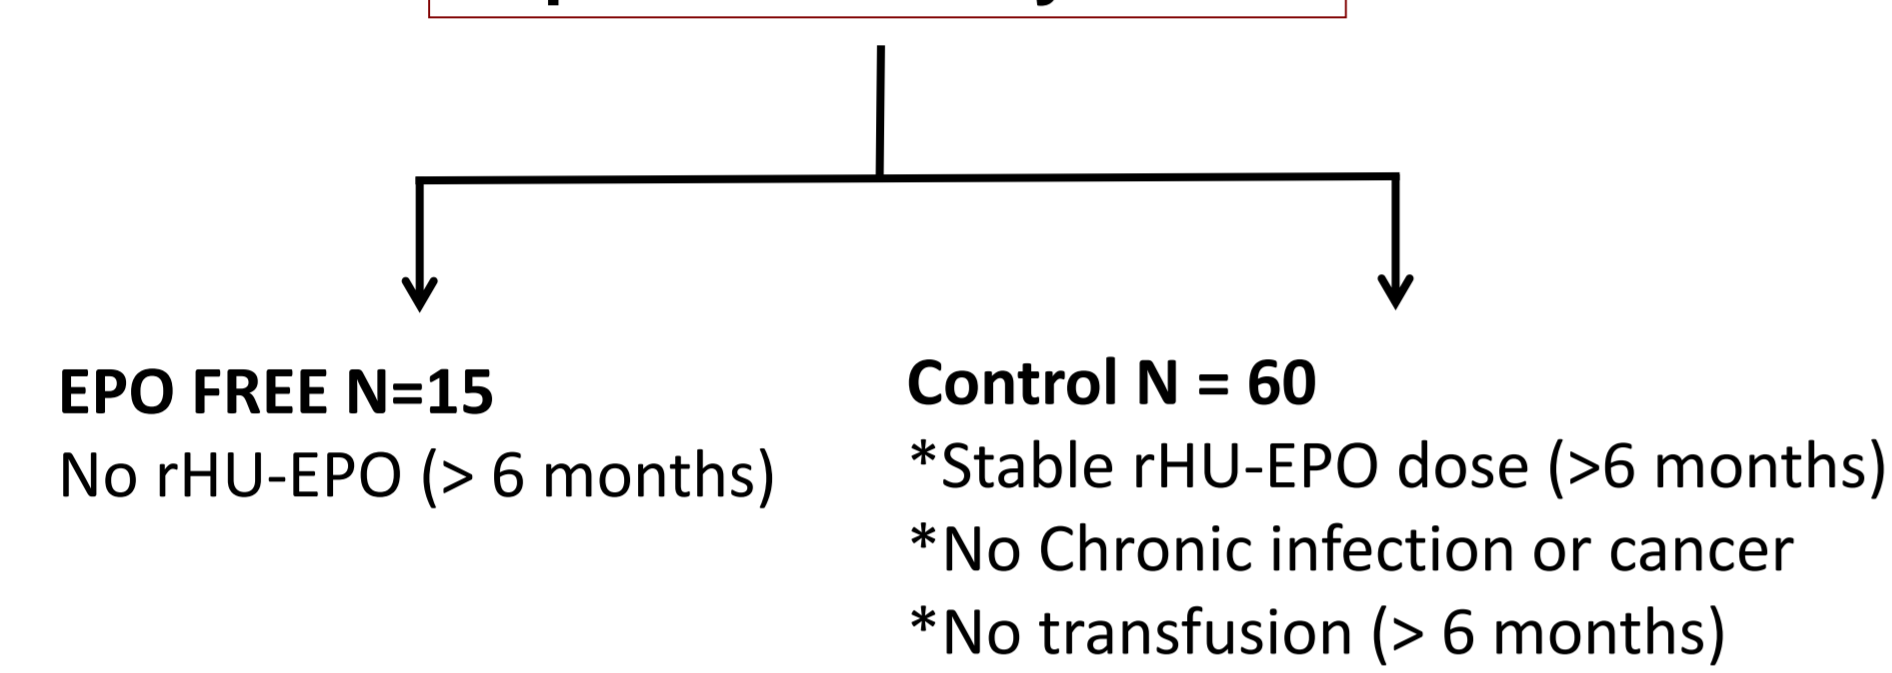 EPO FREE N=15
No rHU-EPO (> 6 months)
Control N = 60
*Stable rHU-EPO dose (>6 months)
*No Chronic infection or cancer
*No transfusion (> 6 months)